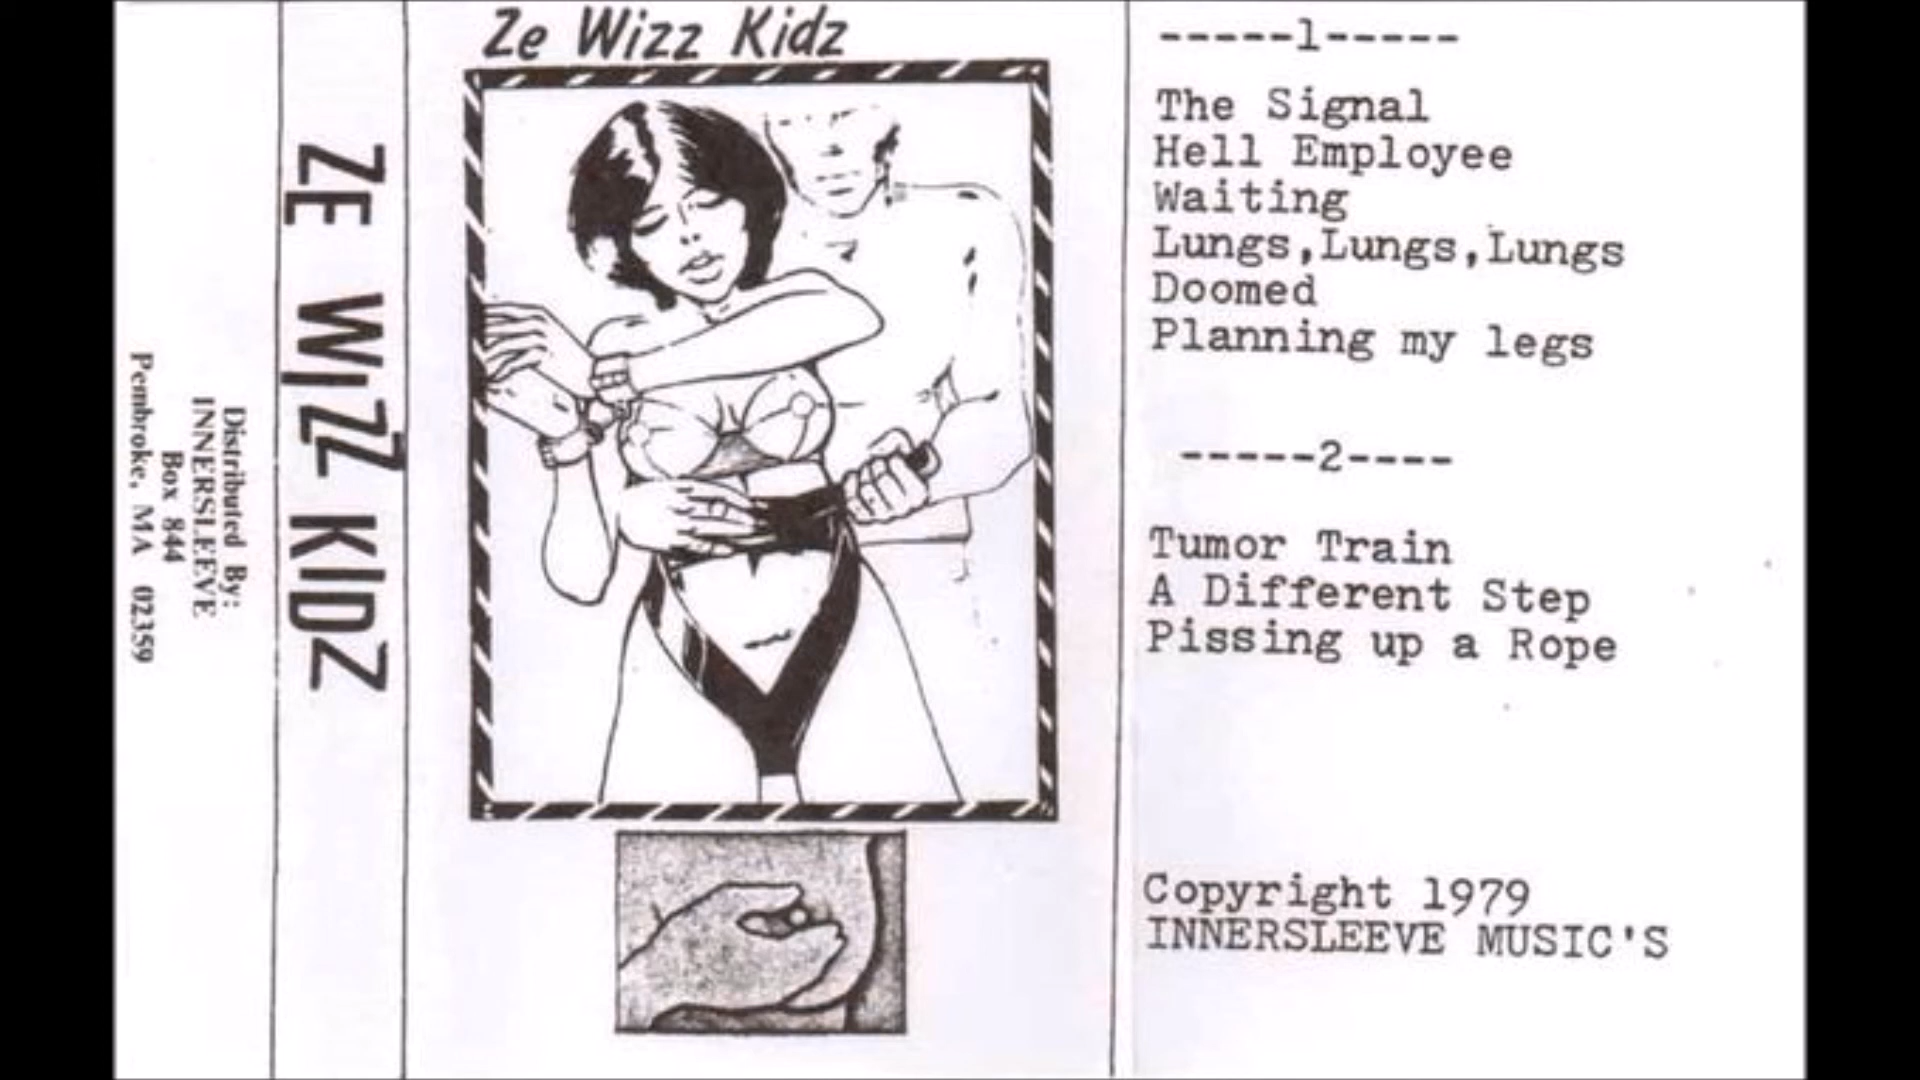 Distributed By:
INNERSLEEVE
Box 844
Pembroke, MA 02359
ZE WIZZ KIDZ
Ze Wizz Kidz
-----1-----
The Signal
Hell Employee
Waiting
Lungs,Lungs,Lungs
Doomed
Planning my legs
-----2----
Tumor Train
A Different Step
Pissing up a Rope
Copyright 1979
INNERSLEEVE MUSIC'S